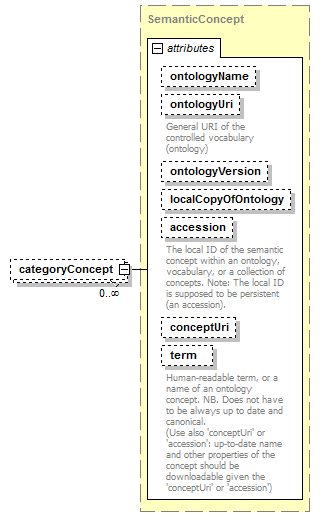 SemanticConcept
attributes
ontologyName
ontologyUri
General URI of the
controlled vocabulary
(ontology)
ontologyVersion
localCopyOfOntology
accession
The local ID of the semantic
concept within an ontology,
vocabulary, or a collection of
concepts. Note: The local ID
is supposed to be persistent
(an accession).
categoryConcept
0..∞
conceptUri
term
Human-readable term, or a
name of an ontology
concept. NB. Does not have
to be always up to date and
canonical.
(Use also 'conceptUri' or
'accession': up-to-date name
and other properties of the
concept should be
downloadable given the
'conceptUri' or 'accession')